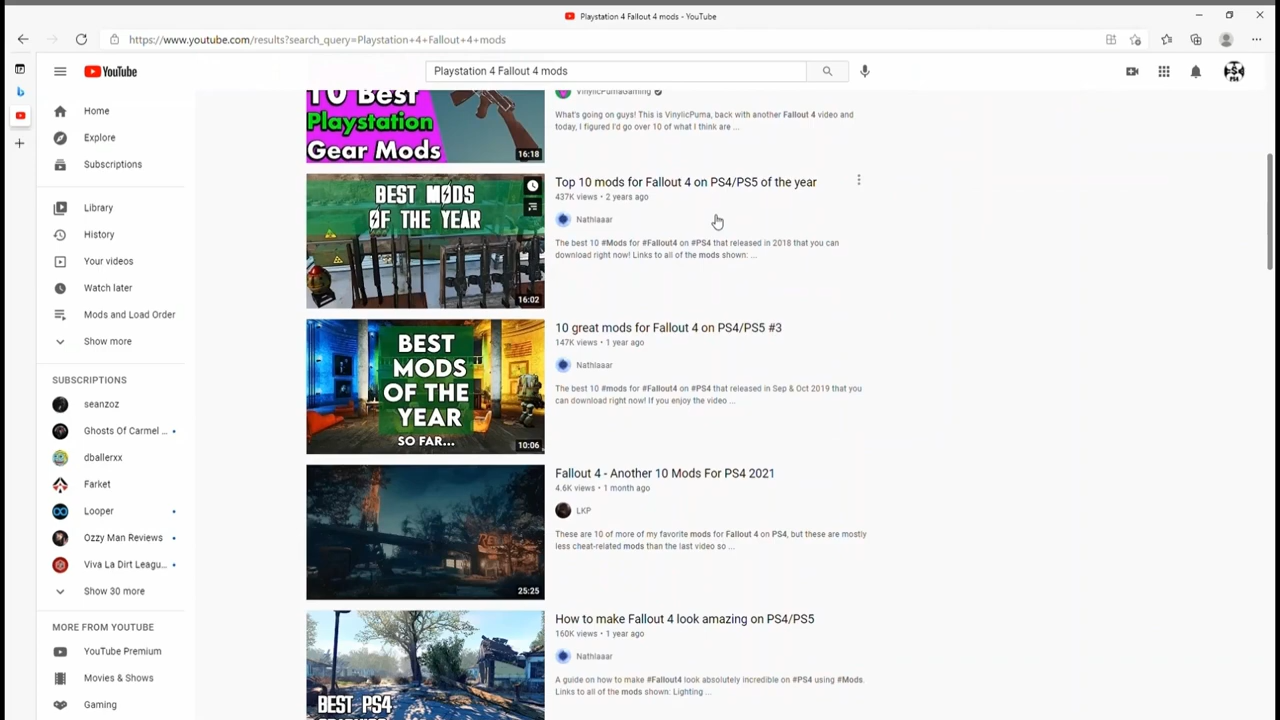 Playstation 4 Fallout 4 mods - YouTube
https://www.youtube.com/results?search_query=Playstation+4+Fallout+4+mods
YouTube
Playstation 4 Fallout 4 mods
PS4
Home
Explore
Subscriptions
Library
History
Your videos
Watch later
Mods and Load Order
Show more
SUBSCRIPTIONS
seanzoz
Ghosts Of Carmel ...
dballerxx
Farket
Looper
Ozzy Man Reviews
Viva La Dirt Leagu...
Show 30 more
MORE FROM YOUTUBE
YouTube Premium
Movies & Shows
Gaming
10 Best
Playstation
Gear Mods
16:18
VinylicPumaGaming
What's going on guys! This is VinylicPuma, back with another Fallout 4 video and
today, I figured I'd go over 10 of what I think are ...
BEST MODS
OF THE YEAR
16:02
Top 10 mods for Fallout 4 on PS4/PS5 of the year
437K views • 2 years ago
Nathiaaar
The best 10 #Mods for #Fallout4 on #PS4 that released in 2018 that you can
download right now! Links to all of the mods shown: ...
BEST
MODS
OF THE
YEAR
SO FAR...
10:06
10 great mods for Fallout 4 on PS4/PS5 #3
147K views • 1 year ago
Nathiaaar
The best 10 #mods for #Fallout4 on #PS4 that released in Sep & Oct 2019 that you
can download right now! If you enjoy the video ...
25:25
Fallout 4 - Another 10 Mods For PS4 2021
4.6K views • 1 month ago
LKP
These are 10 of more of my favorite mods for Fallout 4 on PS4, but these are mostly
less cheat-related mods than the last video so ...
BEST PS4
How to make Fallout 4 look amazing on PS4/PS5
160K views • 1 year ago
Nathiaaar
A guide on how to make #Fallout4 look absolutely incredible on #PS4 using #Mods.
Links to all of the mods shown: Lighting ...